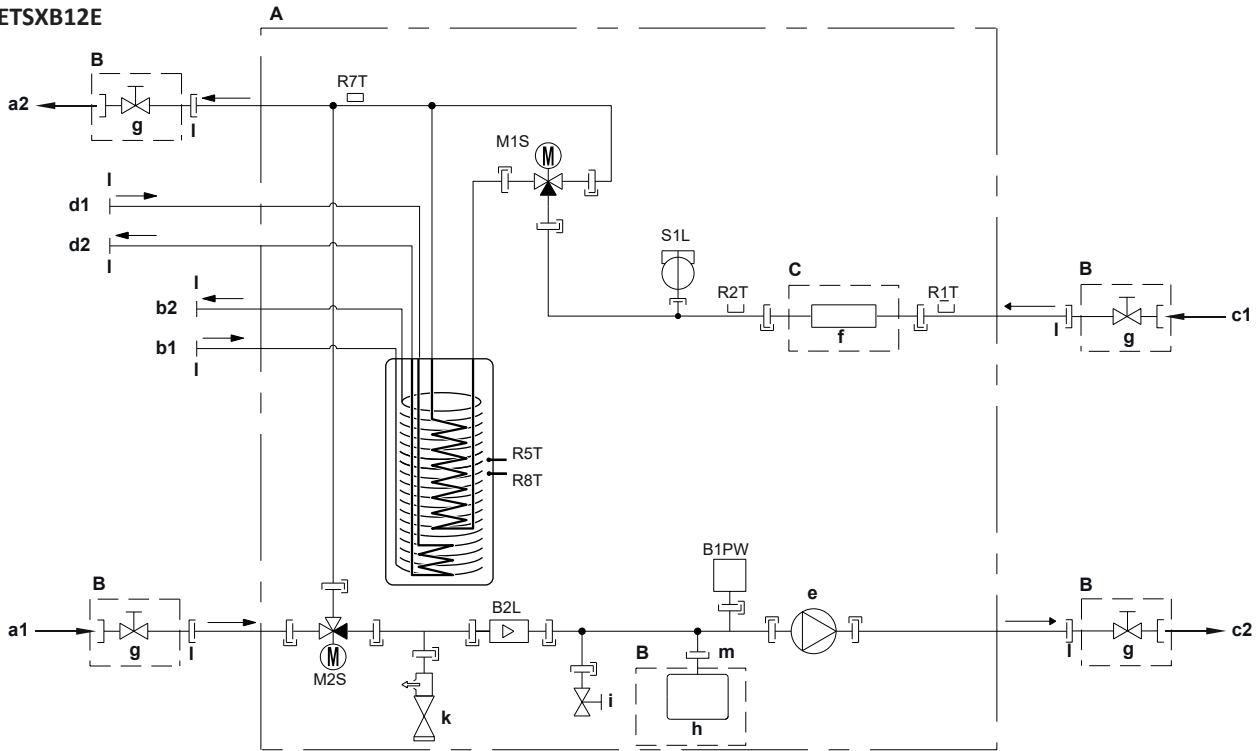 ETSXB12E
A
B
R7T
a2
g
l
M1S
M
l
d1
S1L
d2
l
C
B
l
R2T
R1T
b2
c1
l
g
f
b1
l
R5T
R8T
B1PW
B
e
B
B2L
a1
c2
g
l
m
l
g
M
B
M2S
i
k
h